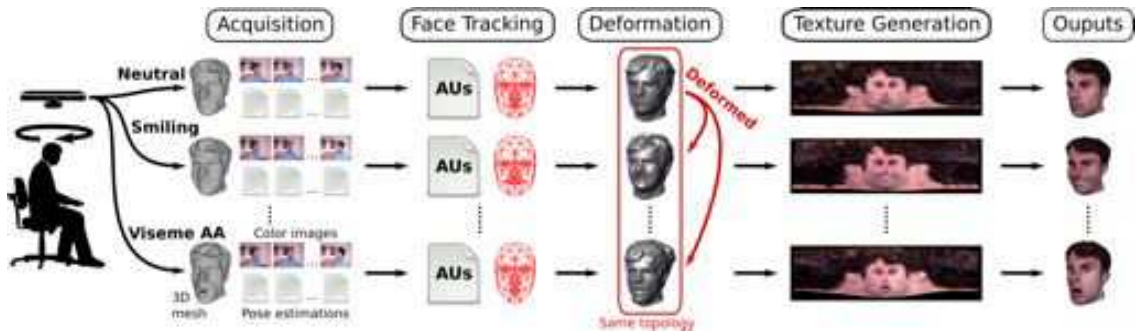 Acquisition
Face Tracking
Deformation
Texture Generation
Ouputs
Neutral
AUs
Deformed
Smiling
AUs
Viseme AA
Color images
AUs
3D
mesh
Pose estimations
Same topology